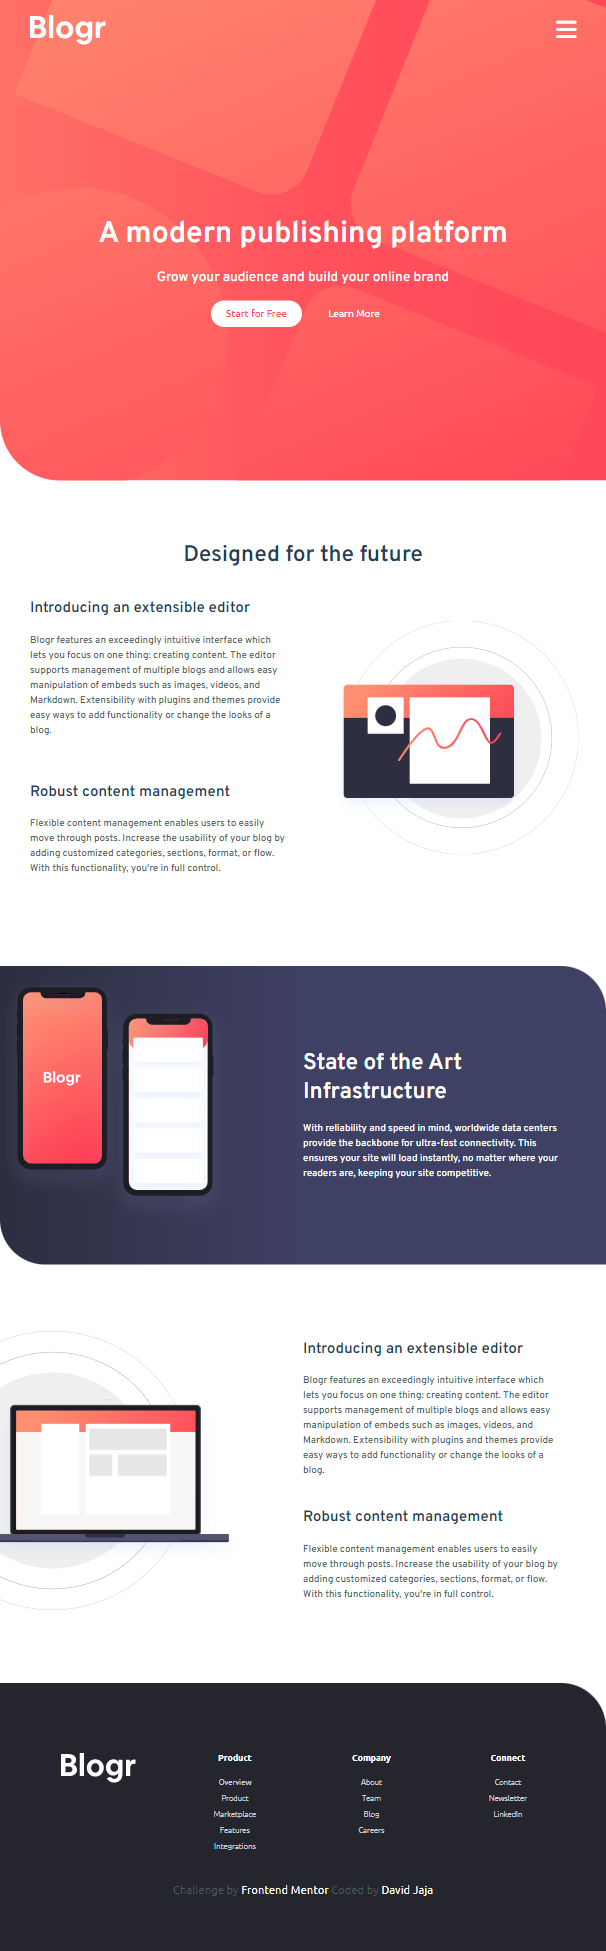 Blogr
A modern publishing platform
Grow your audience and build your online brand
Start for Free
Learn More
Designed for the future
Introducing an extensible editor
Blogr features an exceedingly intuitive interface which
lets you focus on one thing: creating content. The editor
supports management of multiple blogs and allows easy
manipulation of embeds such as images, videos, and
Markdown. Extensibility with plugins and themes provide
easy ways to add functionality or change the looks of a
blog.
Robust content management
Flexible content management enables users to easily
move through posts. Increase the usability of your blog by
adding customized categories, sections, format, or flow.
With this functionality, you're in full control.
Blogr
State of the Art
Infrastructure
With reliability and speed in mind, worldwide data centers
provide the backbone for ultra-fast connectivity. This
ensures your site will load instantly, no matter where your
readers are, keeping your site competitive.
Introducing an extensible editor
Blogr features an exceedingly intuitive interface which
lets you focus on one thing: creating content. The editor
supports management of multiple blogs and allows easy
manipulation of embeds such as images, videos, and
Markdown. Extensibility with plugins and themes provide
easy ways to add functionality or change the looks of a
blog.
Robust content management
Flexible content management enables users to easily
move through posts. Increase the usability of your blog by
adding customized categories, sections, format, or flow.
With this functionality, you're in full control.
Blogr
Product
Overview
Product
Marketplace
Features
Integrations
Company
About
Team
Blog
Careers
Connect
Contact
Newsletter
LinkedIn
Challenge by Frontend Mentor Coded by David Jaja